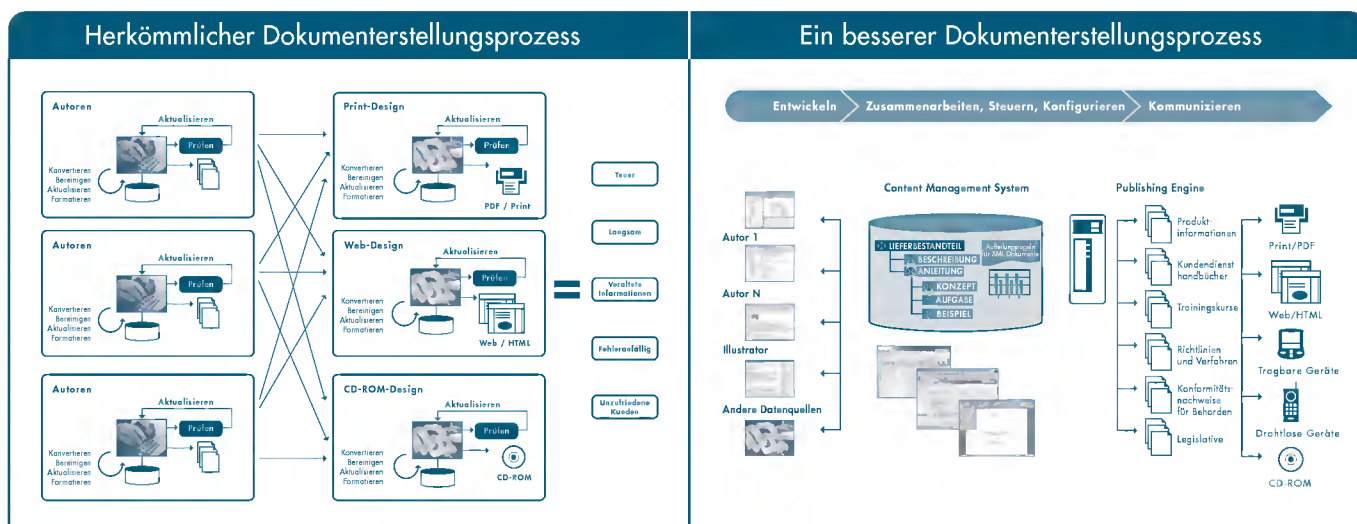 Herkömmlicher Dokumenterstellungsprozess
Autoren
Aktualisieren
Prüfen
Konvertieren
Bereinigen
Aktualisieren
Formatieren
Autoren
Aktualisieren
Prüfen
Konvertieren
Bereinigen
Aktualisieren
Formatieren
Autoren
Aktualisieren
Prüfen
Konvertieren
Bereinigen
Aktualisieren
Formatieren
Print-Design
Aktualisieren
Prüfen
Konvertieren
Bereinigen
Aktualisieren
Formatieren
PDF / Print
Web-Design
Aktualisieren
Prüfen
Konvertieren
Bereinigen
Aktualisieren
Formatieren
Web / HTML
CD-ROM-Design
Aktualisieren
Prüfen
Konvertieren
Bereinigen
Aktualisieren
Formatieren
CD-ROM
=
Teuer
Langsam
Veraltete
Informationen
Fehleranfällig
Unzufriedene
Kunden
Ein besserer Dokumenterstellungsprozess
Entwickeln
Zusammenarbeiten, Steuern, Konfigurieren
Kommunizieren
Autor 1
Autor N
Illustrator
Andere Datenquellen
Content Management System
LIEFERBESTANDTEIL
BESCHREIBUNG
ANLEITUNG
KONZEPT
AUFGABE
BEISPIEL
Aufteilungsregeln
für XML Dokumente
Publishing Engine
Produkt-
informationen
Kundendienst
handbücher
Trainingskurse
Richtlinien
und Verfahren
Konformitäts-
nachweise
für Behörden
Legislative
Print/PDF
Web/HTML
Tragbare Geräte
Drahtlose Geräte
CD-ROM